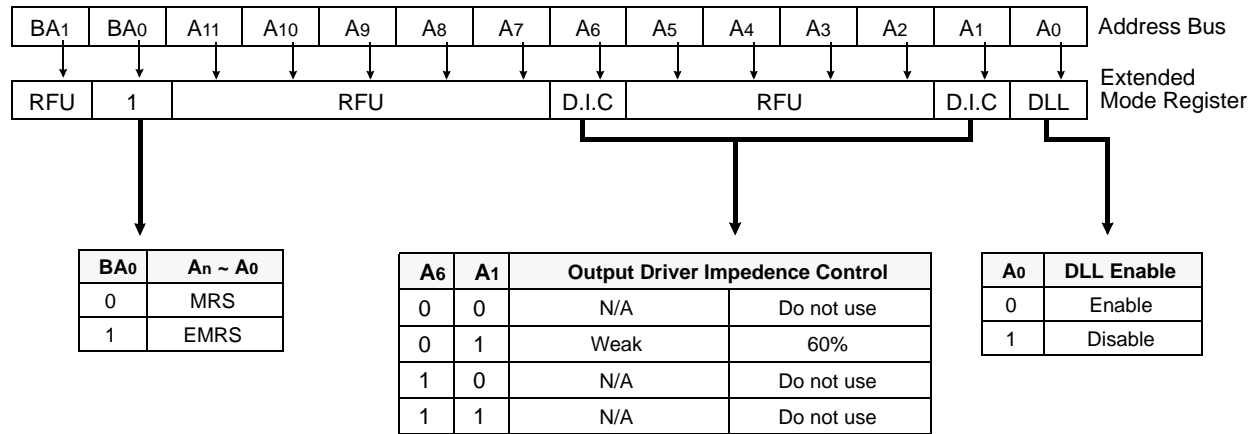 BA1 BA0 A11 A10 A9 A8 A7 A6 A5 A4 A3 A2 A1 A0 Address Bus
RFU 1 RFU D.I.C RFU D.I.C DLL Extended Mode Register
BA0 An ~ A0
0 MRS
1 EMRS
A6 A1 Output Driver Impedence Control
0 0 N/A Do not use
0 1 Weak 60%
1 0 N/A Do not use
1 1 N/A Do not use
A0 DLL Enable
0 Enable
1 Disable